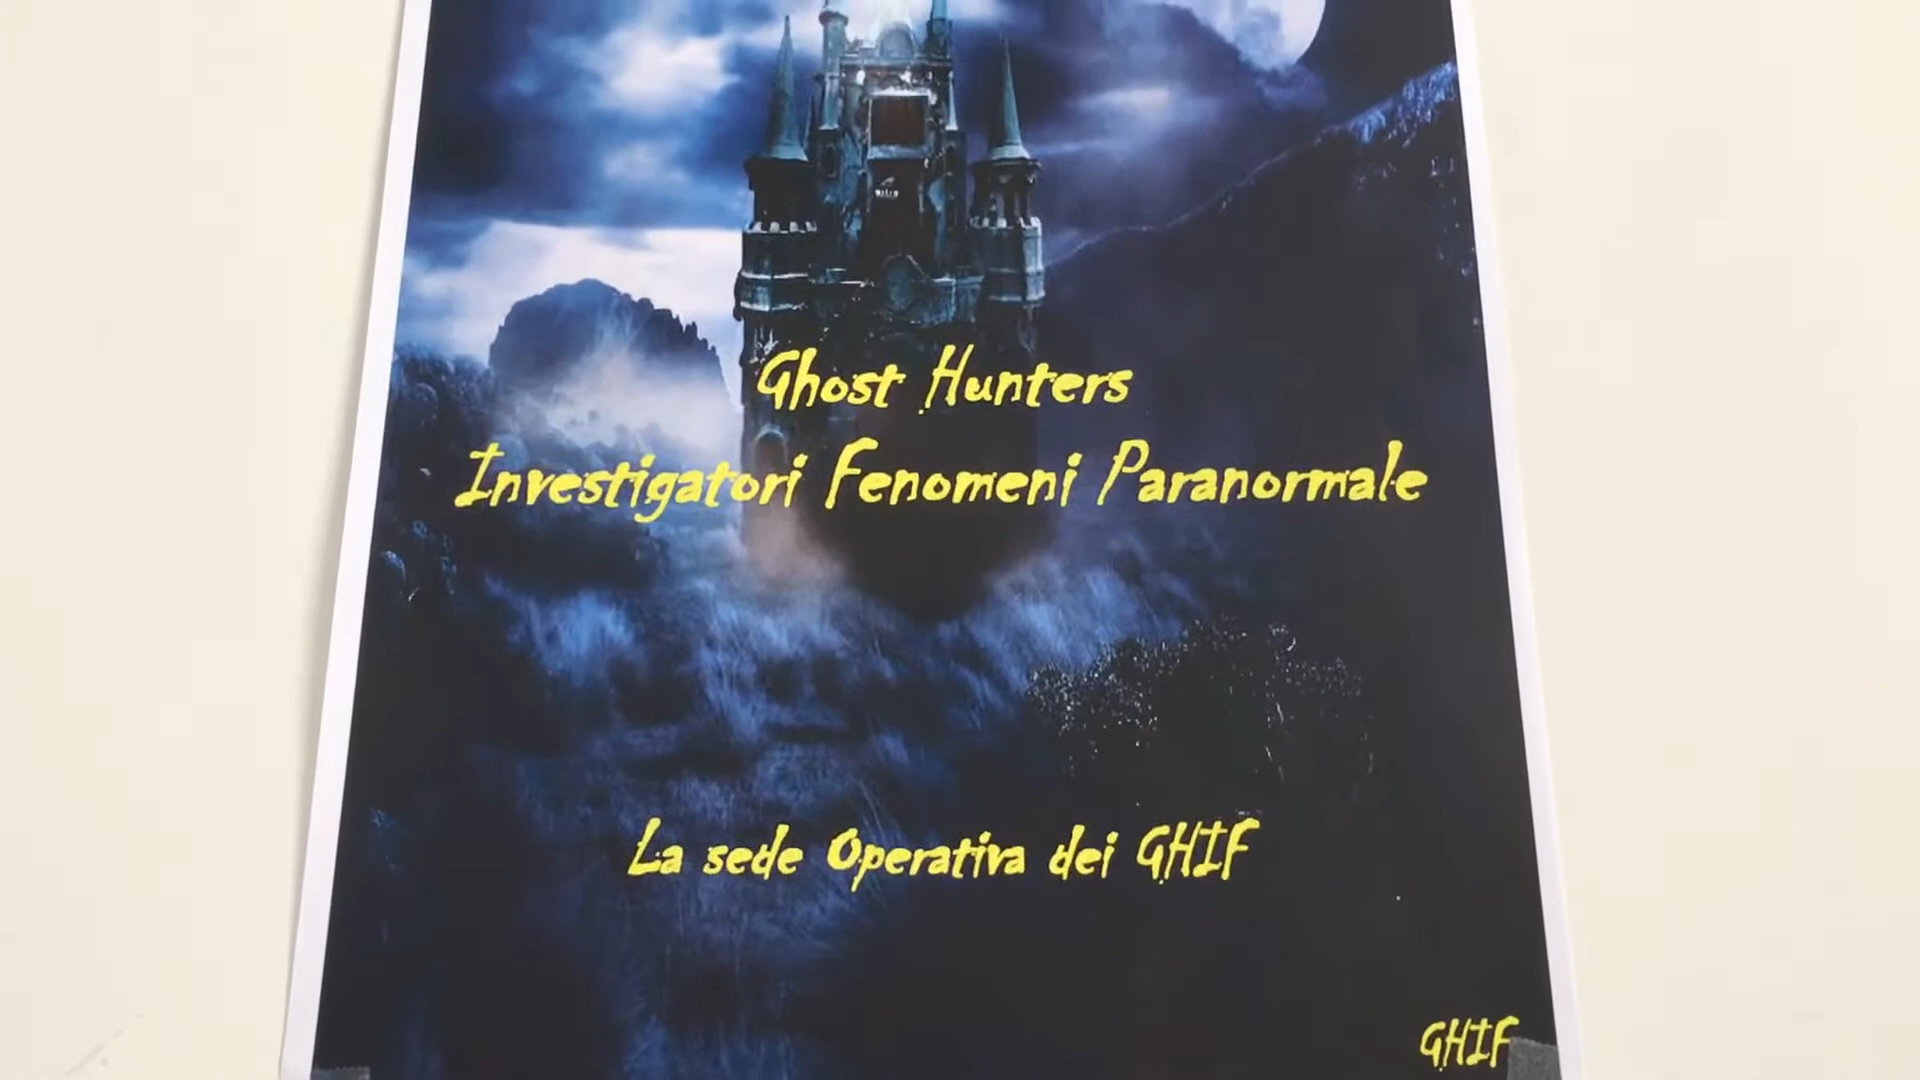 Ghost Hunters
Investigatori Fenomeni Paranormale
La sede Operativa dei GHIF
GHIF